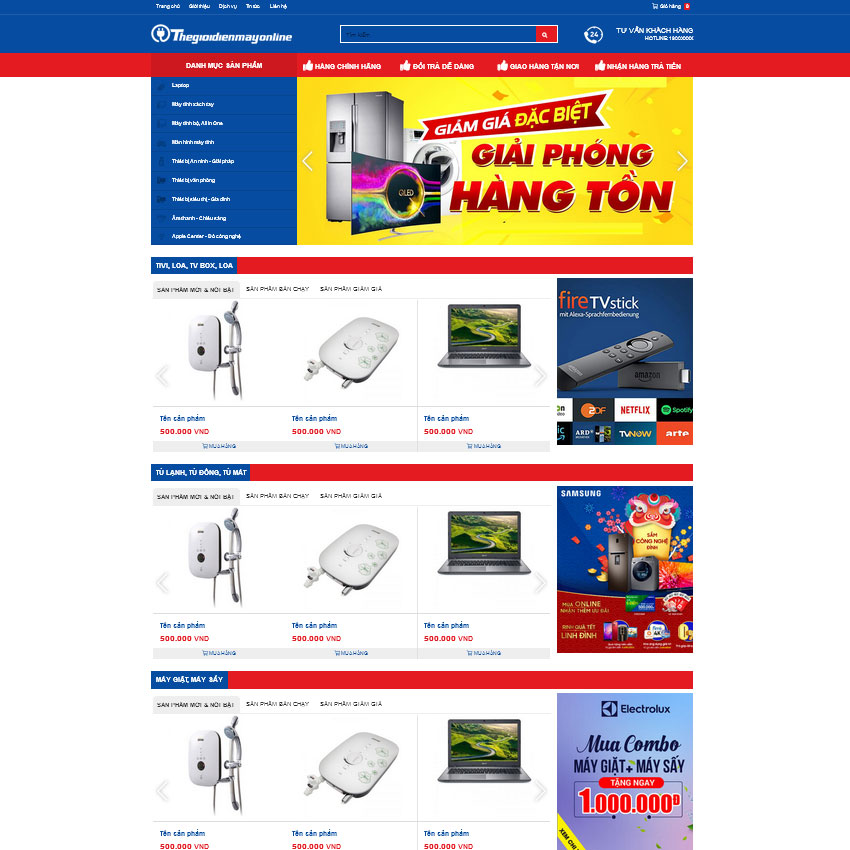 Trang chủ Giới thiệu Dịch vụ Tin tức Liên hệ Giỏ hàng 0
Thegioidienmayonline
Tìm kiếm
24
TƯ VẤN KHÁCH HÀNG
HOTLINE: 19000XXX
DANH MỤC SẢN PHẨM
HÀNG CHÍNH HÃNG
ĐỔI TRẢ DỄ DÀNG
GIAO HÀNG TẬN NƠI
NHẬN HÀNG TRẢ TIỀN
Laptop
Máy tính xách tay
Máy tính bộ, All in One
Màn hình máy tính
Thiết bị An ninh - Giải pháp
Thiết bị văn phòng
Thiết bị siêu thị - Gia đình
Âm thanh - Chiếu sáng
Apple Center - Đồ công nghệ
GIẢM GIÁ ĐẶC BIỆT
GIẢI PHÓNG
HÀNG TỒN
QLED
TIVI, LOA, TV BOX, LOA
SẢN PHẨM MỚI & NỔI BẬT SẢN PHẨM BÁN CHẠY SẢN PHẨM GIẢM GIÁ
Tên sản phẩm Tên sản phẩm Tên sản phẩm
500.000 VND 500.000 VND 500.000 VND
MUA HÀNG MUA HÀNG MUA HÀNG
fireTVstick
mit Alexa-Sprachfernbedienung
amazon
ZDF NETFLIX Spotify
ARD TVNOW arte
TỦ LẠNH, TỦ ĐÔNG, TỦ MÁT
SẢN PHẨM MỚI & NỔI BẬT SẢN PHẨM BÁN CHẠY SẢN PHẨM GIẢM GIÁ
Tên sản phẩm Tên sản phẩm Tên sản phẩm
500.000 VND 500.000 VND 500.000 VND
MUA HÀNG MUA HÀNG MUA HÀNG
SAMSUNG
SẮM
CÔNG NGHỆ
ĐỈNH
MUA ONLINE
NHẬN THÊM ƯU ĐÃI
RINH QUÀ TẾT
LINH ĐÌNH
MÁY GIẶT, MÁY SẤY
SẢN PHẨM MỚI & NỔI BẬT SẢN PHẨM BÁN CHẠY SẢN PHẨM GIẢM GIÁ
Tên sản phẩm Tên sản phẩm Tên sản phẩm
500.000 VND 500.000 VND 500.000 VND
Electrolux
Mua Combo
MÁY GIẶT+ MÁY SẤY
TẶNG NGAY
1.000.000đ
XEM CHI